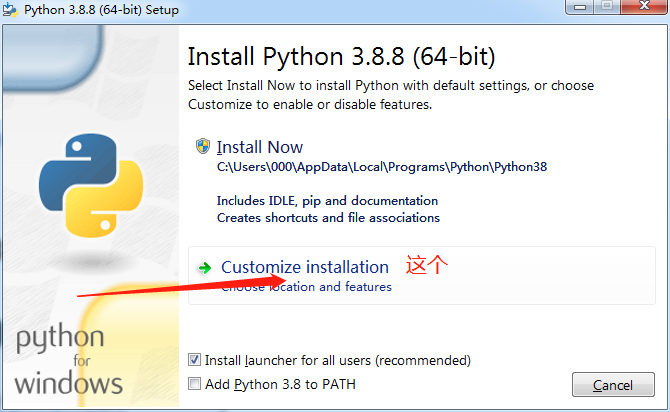 Python 3.8.8 (64-bit) Setup
Install Python 3.8.8 (64-bit)
Select Install Now to install Python with default settings, or choose
Customize to enable or disable features.
Install Now
C:\Users\000\AppData\Local\Programs\Python\Python38
Includes IDLE, pip and documentation
Creates shortcuts and file associations
Customize installation 这个
Choose location and features
python
for
windows
Install launcher for all users (recommended)
Add Python 3.8 to PATH
Cancel